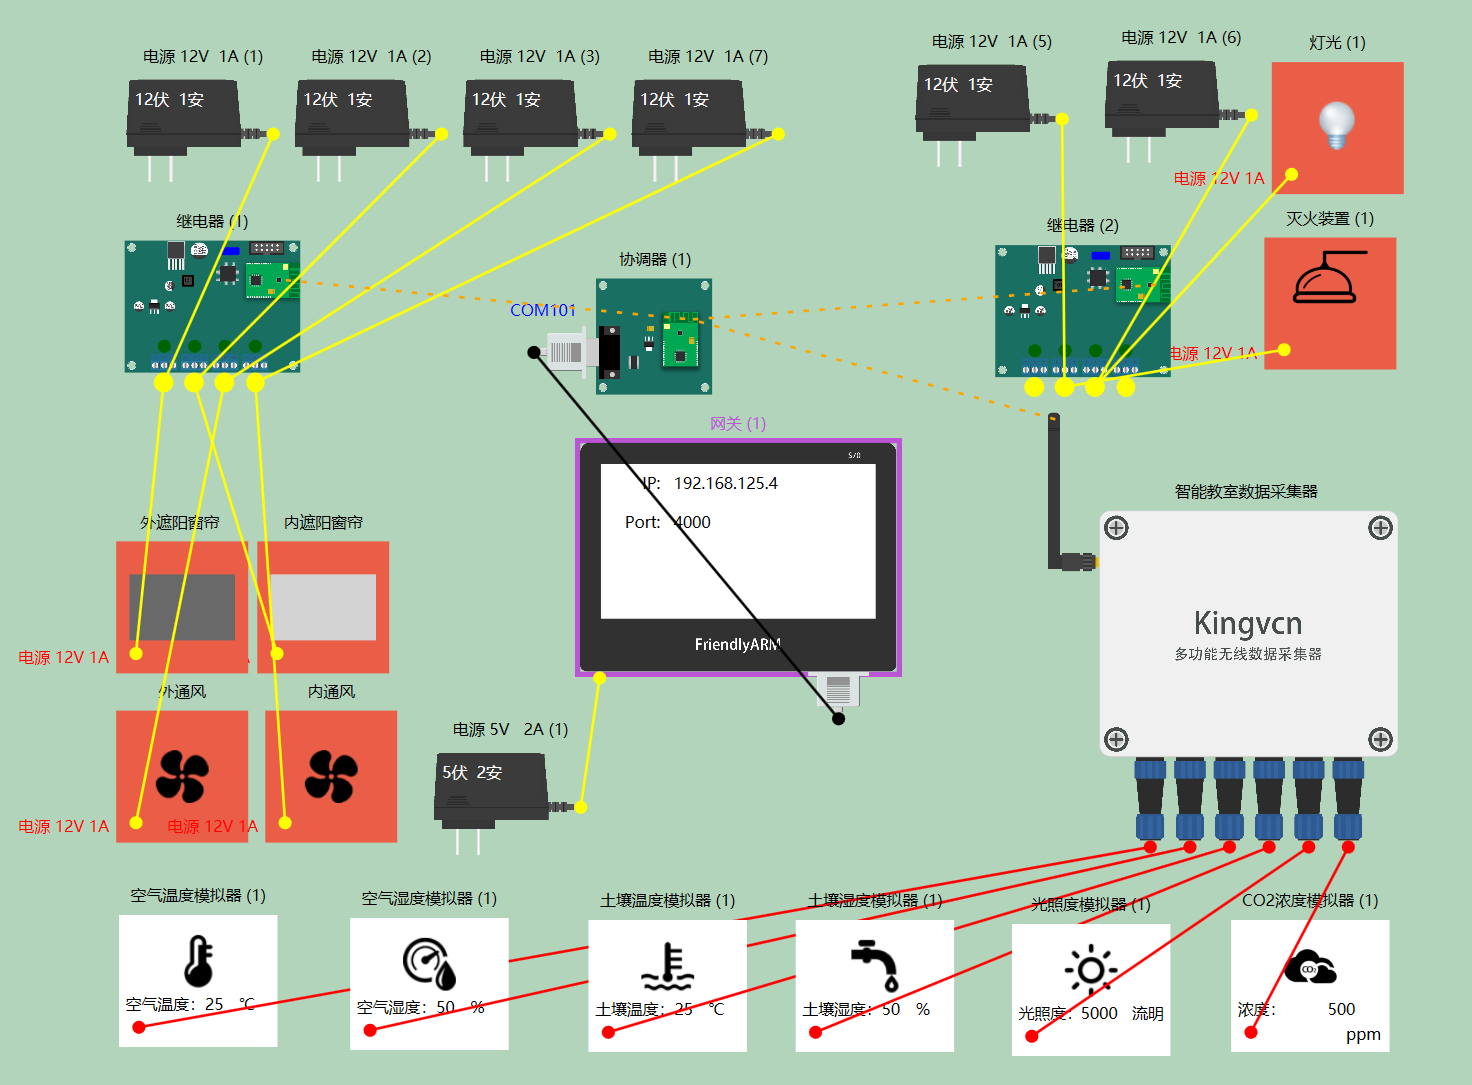 电源 12V 1A (1)
电源 12V 1A (2)
电源 12V 1A (3)
电源 12V 1A (7)
电源 12V 1A (5)
电源 12V 1A (6)
灯光 (1)
12伏 1安
12伏 1安
12伏 1安
12伏 1安
12伏 1安
12伏 1安
电源 12V 1A
继电器 (1)
继电器 (2)
灭火装置 (1)
协调器 (1)
COM101
电源 12V 1A
网关 (1)
S/0
IP: 192.168.125.4
Port: 4000
FriendlyARM
智能教室数据采集器
Kingvcn
多功能无线数据采集器
外遮阳窗帘
内遮阳窗帘
电源 12V 1A
外通风
内通风
电源 12V 1A
电源 12V 1A
电源 5V 2A (1)
5伏 2安
空气温度模拟器 (1)
空气湿度模拟器 (1)
土壤温度模拟器 (1)
土壤湿度模拟器 (1)
光照度模拟器 (1)
CO2浓度模拟器 (1)
CO2
空气温度: 25 ℃
空气湿度: 50 %
土壤温度: 25 ℃
土壤湿度: 50 %
光照度: 5000 流明
浓度: 500
ppm